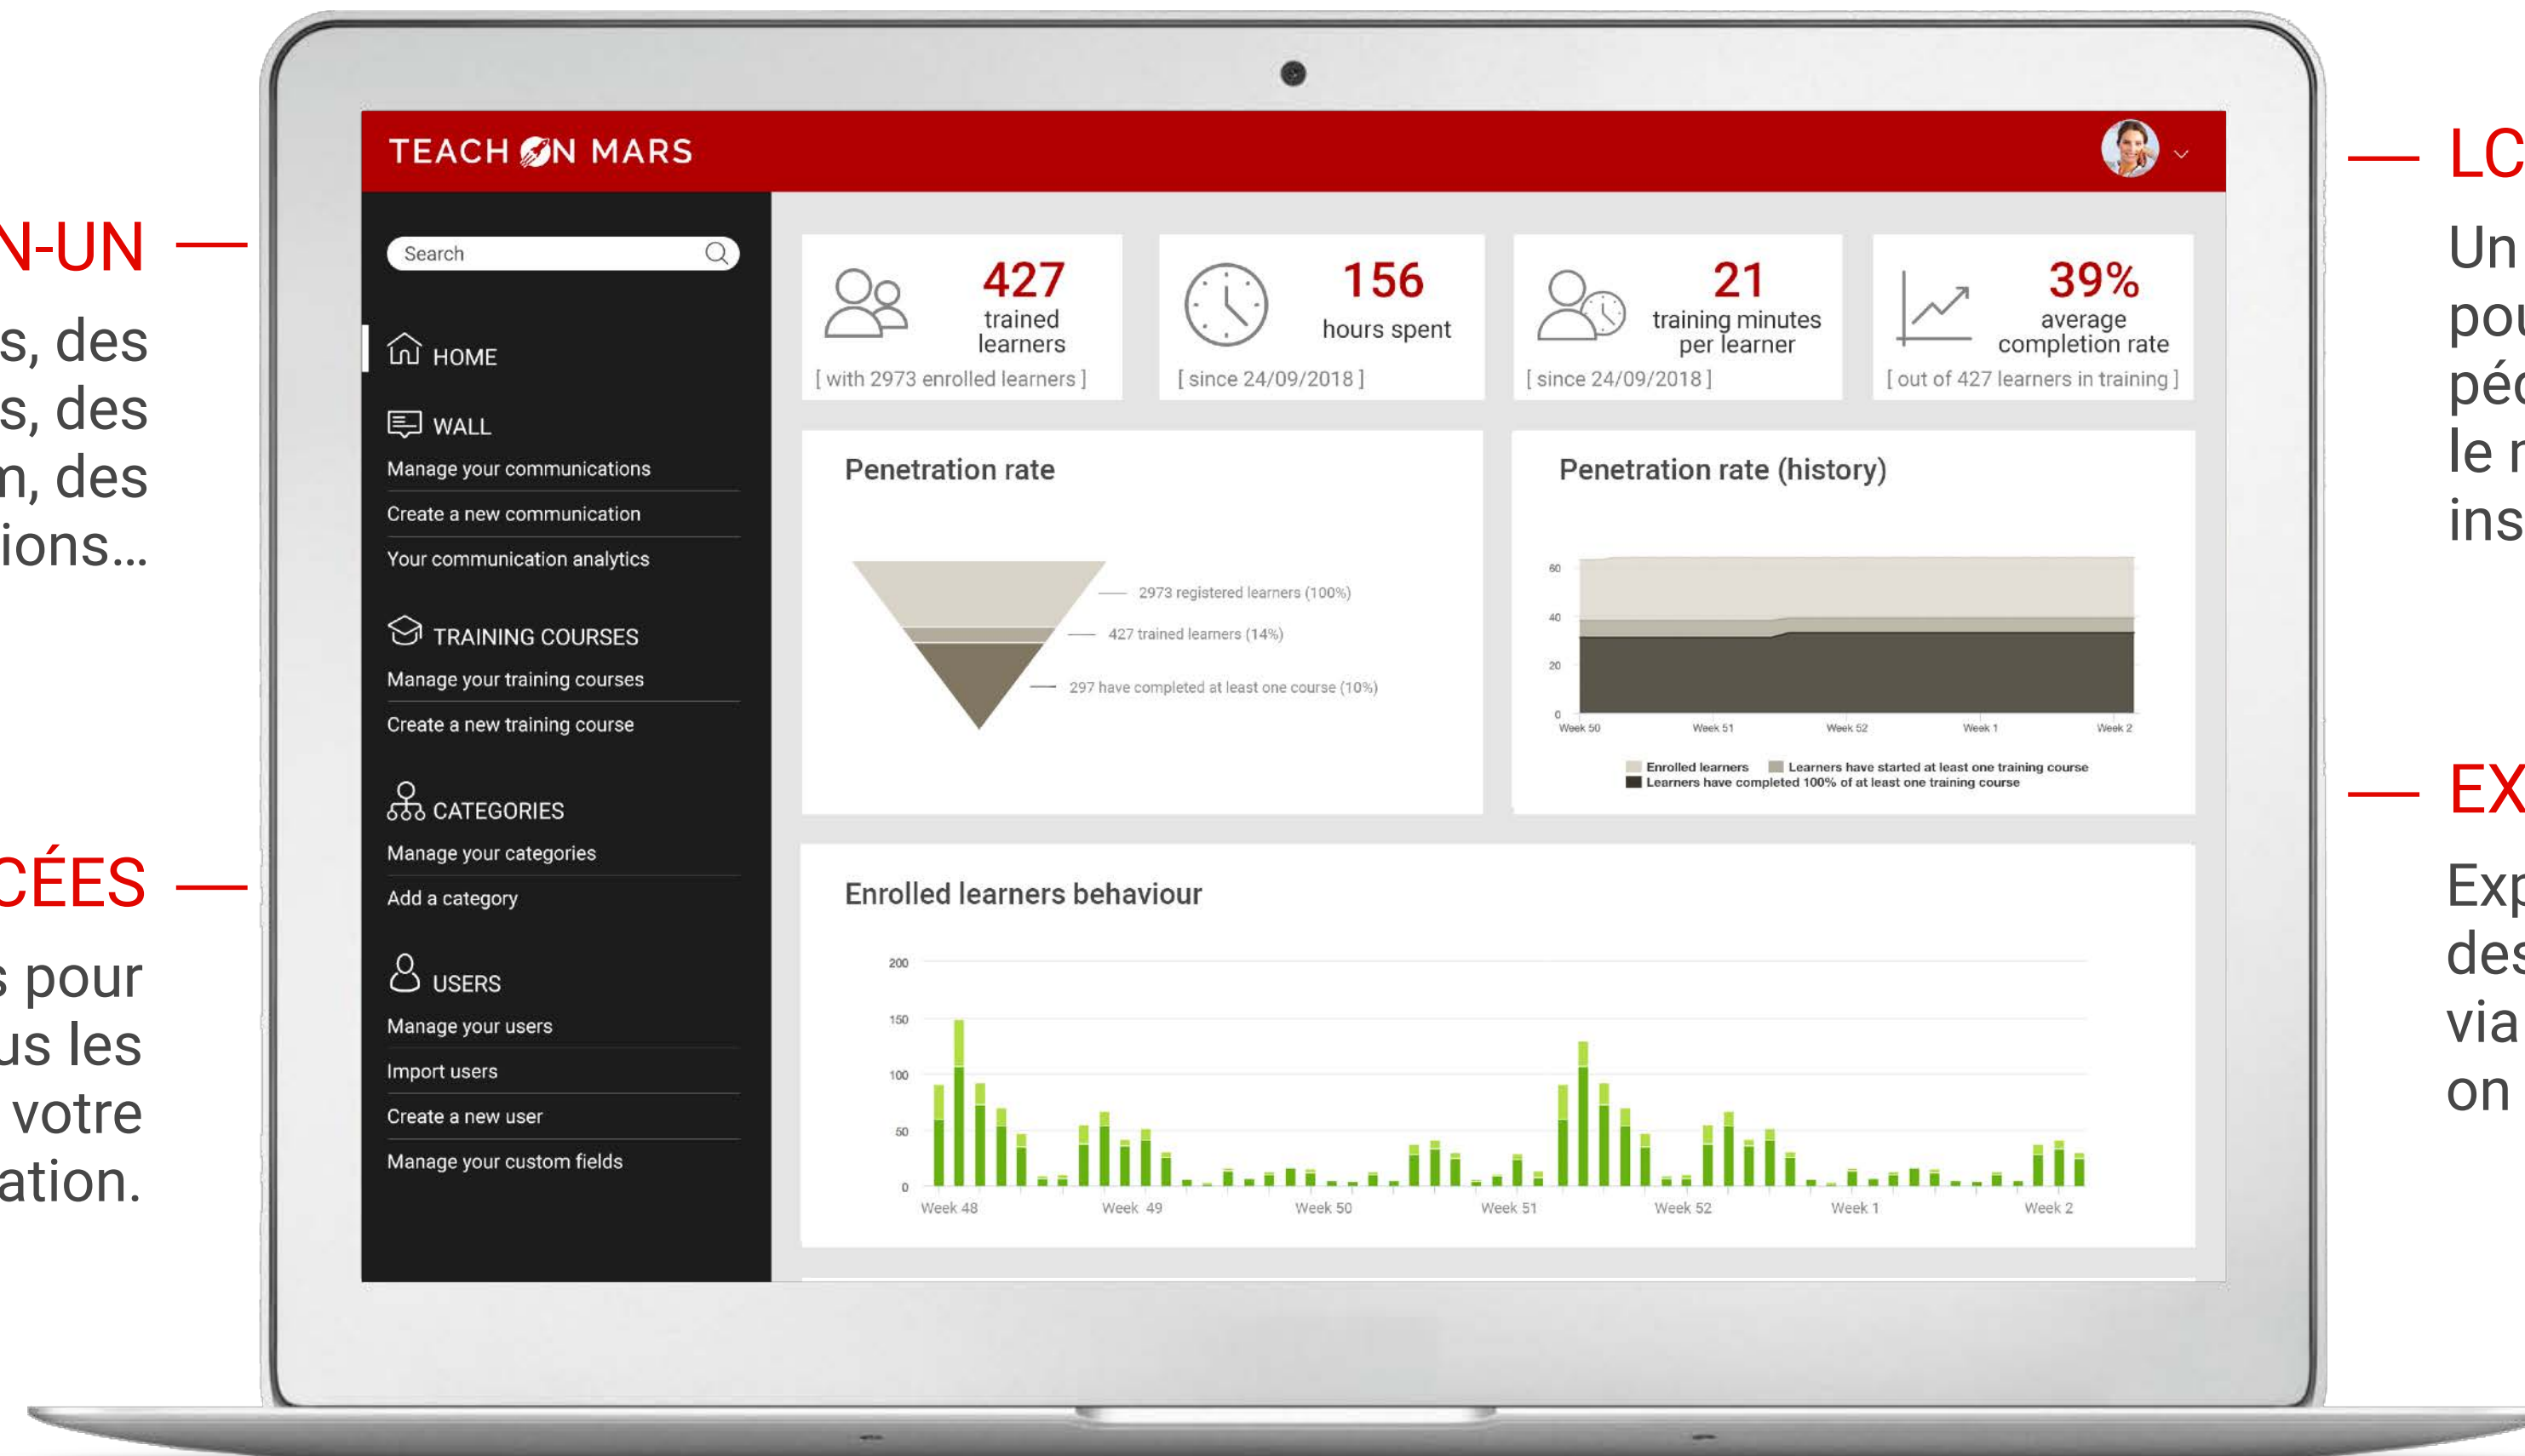 N-UN
s, des
s, des
m, des
ions...
CÉES
s pour
us les
votre
ation.
TEACH ON MARS
Search
HOME
WALL
Manage your communications
Create a new communication
Your communication analytics
TRAINING COURSES
Manage your training courses
Create a new training course
CATEGORIES
Manage your categories
Add a category
USERS
Manage your users
Import users
Create a new user
Manage your custom fields
427
trained
learners
[ with 2973 enrolled learners ]
156
hours spent
[ since 24/09/2018 ]
21
training minutes
per learner
[ since 24/09/2018 ]
39%
average
completion rate
[ out of 427 learners in training ]
Penetration rate
2973 registered learners (100%)
427 trained learners (14%)
297 have completed at least one course (10%)
Penetration rate (history)
60
40
20
0
Week 50 Week 51 Week 52 Week 1 Week 2
Enrolled learners Learners have started at least one training course
Learners have completed 100% of at least one training course
Enrolled learners behaviour
200
150
100
50
0
Week 48 Week 49 Week 50 Week 51 Week 52 Week 1 Week 2
LC
Un
pou
le
ins
EX
Exp
des
via
on